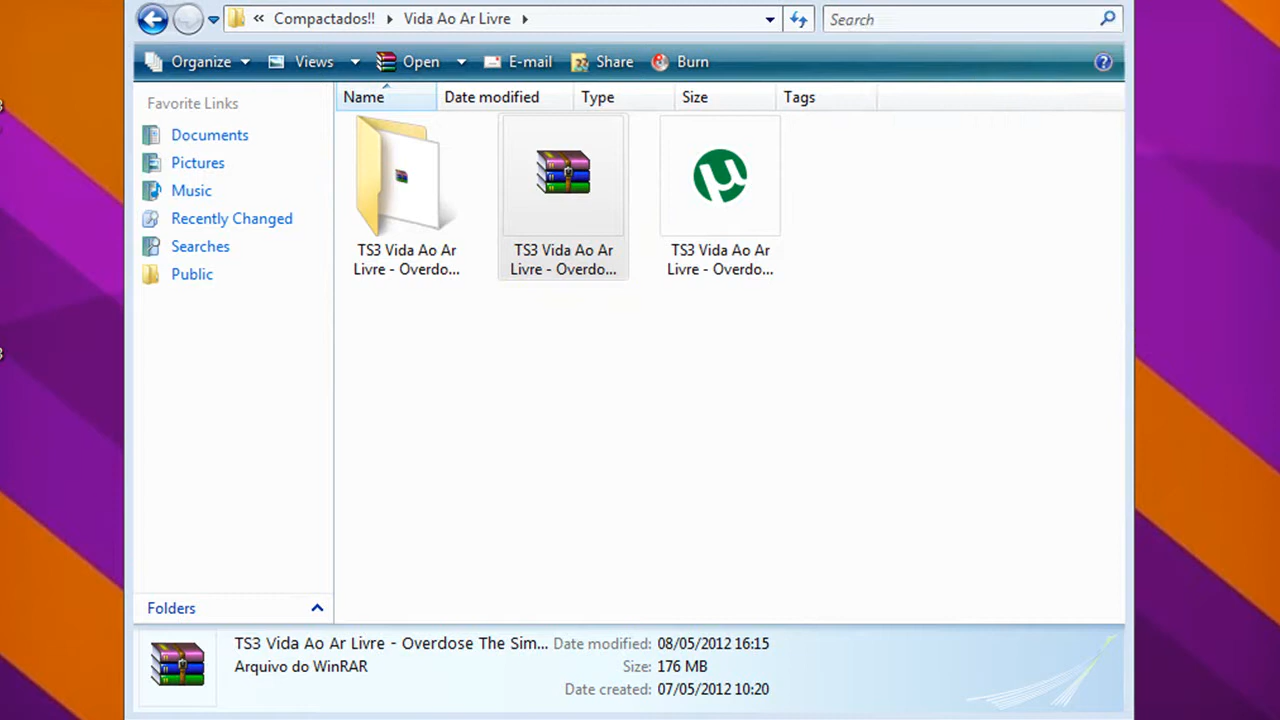 « Compactados!! Vida Ao Ar Livre Search
Organize Views Open E-mail Share Burn ?
Favorite Links
Documents
Pictures
Music
Recently Changed
Searches
Public
Folders
Name Date modified Type Size Tags
TS3 Vida Ao Ar
Livre - Overdo...
TS3 Vida Ao Ar
Livre - Overdo...
TS3 Vida Ao Ar
Livre - Overdo...
TS3 Vida Ao Ar Livre - Overdose The Sim... Date modified: 08/05/2012 16:15
Arquivo do WinRAR Size: 176 MB
Date created: 07/05/2012 10:20